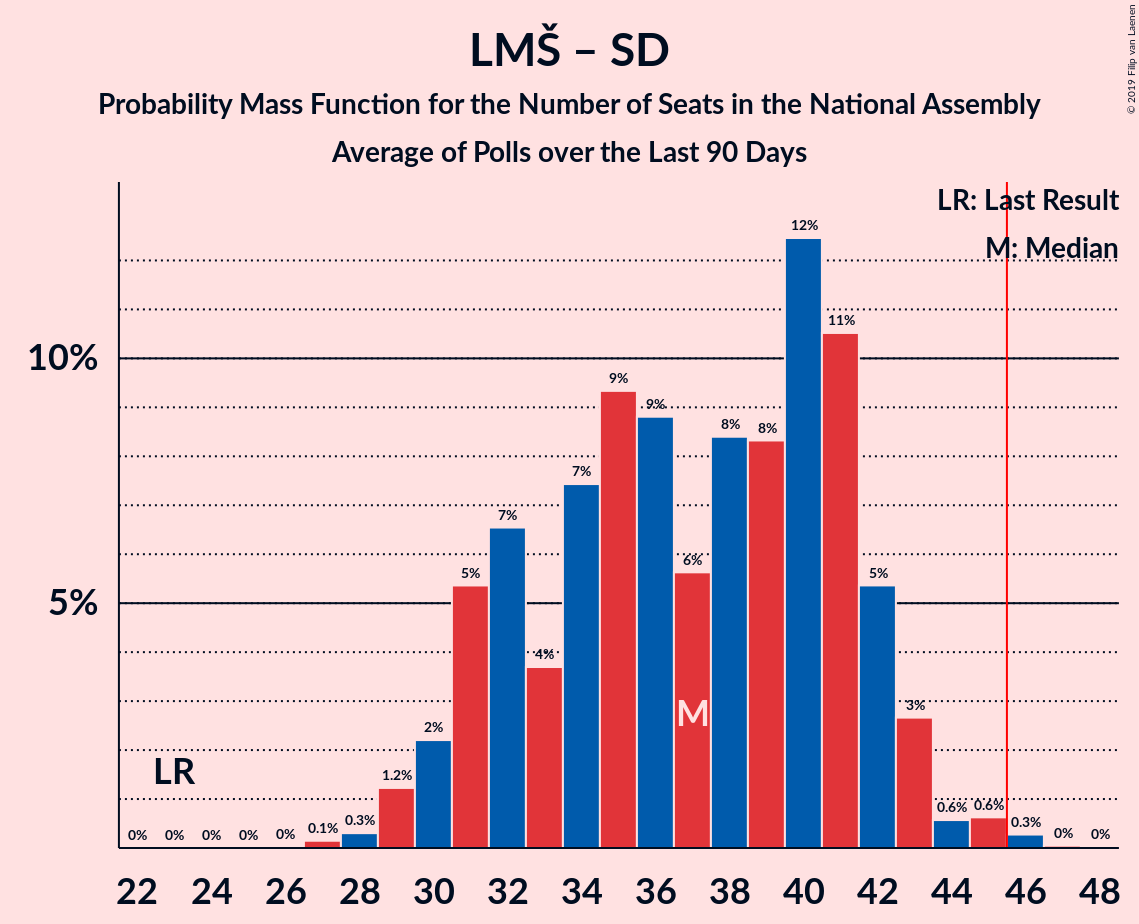 © 2019 Filip van Laenen
LMŠ – SD
Probability Mass Function for the Number of Seats in the National Assembly
Average of Polls over the Last 90 Days
LR: Last Result
M: Median
10%
5%
0% 0% 0% 0% 0% 0.1% 0.3% 1.2% 2% 5% 7% 4% 7% 9% 9% 6% 8% 8% 12% 11% 5% 3% 0.6% 0.6% 0.3% 0% 0%
LR
M
22 24 26 28 30 32 34 36 38 40 42 44 46 48